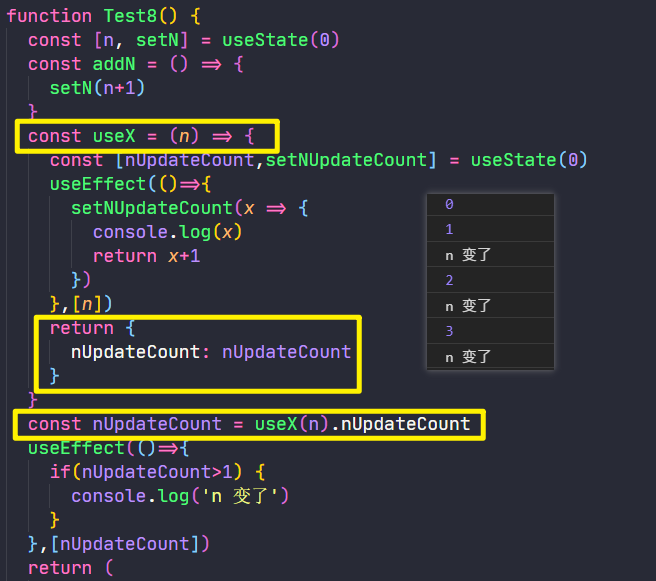 function Test8() {
const [n, setN] = useState(0)
const addN = () => {
setN(n+1)
}
const useX = (n) => {
const [nUpdateCount,setNUpdateCount] = useState(0)
useEffect(()=>{
setNUpdateCount(x => {
console.log(x)
return x+1
})
},[n])
return {
nUpdateCount: nUpdateCount
}
}
const nUpdateCount = useX(n).nUpdateCount
useEffect(()=>{
if(nUpdateCount>1) {
console.log('n 变了')
}
},[nUpdateCount])
return (
0
1
n 变了
2
n 变了
3
n 变了